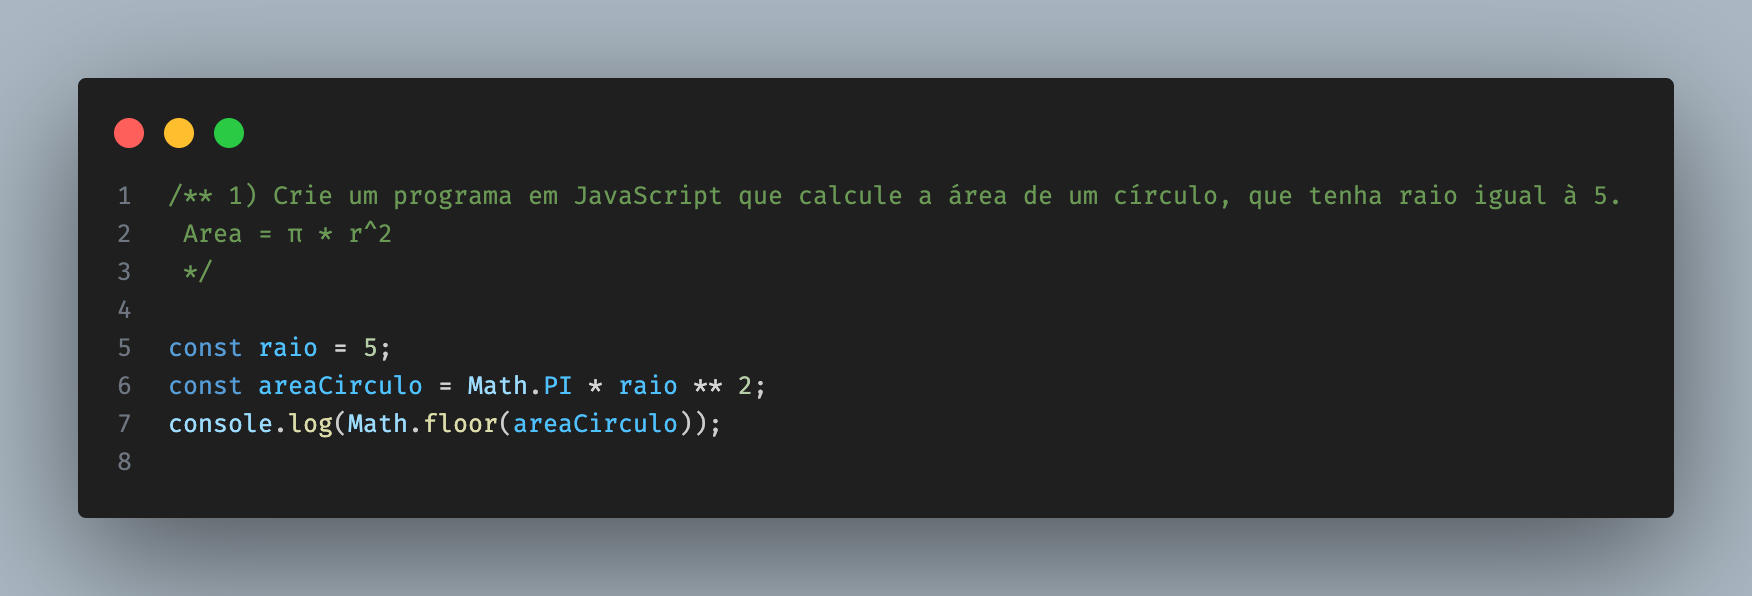 1 /** 1) Crie um programa em JavaScript que calcule a área de um círculo, que tenha raio igual à 5.
2 Area = π * r^2
3 */
4
5 const raio = 5;
6 const areaCirculo = Math.PI * raio ** 2;
7 console.log(Math.floor(areaCirculo));
8